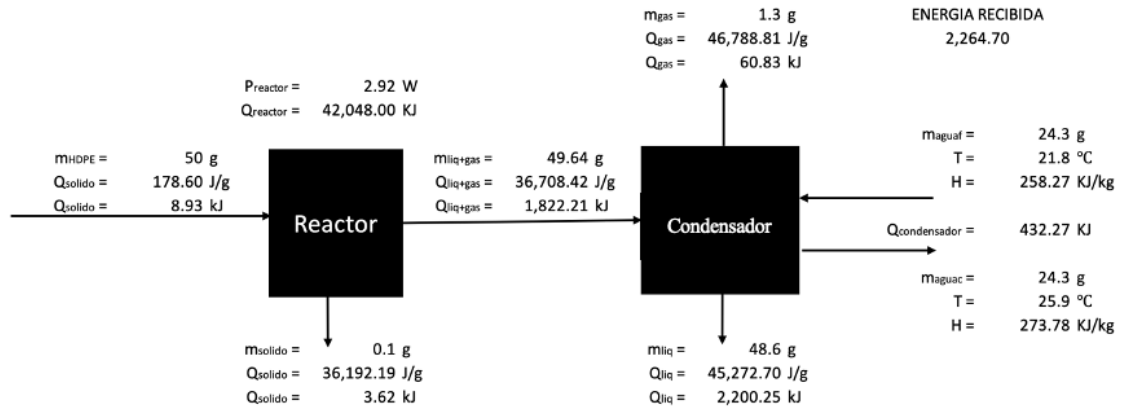 mgas = 1.3 g
Qgas = 46,788.81 J/g
Qgas = 60.83 kJ
ENERGIA RECIBIDA
2,264.70
Preactor = 2.92 W
Qreactor = 42,048.00 KJ
mHDPE = 50 g
Qsolido = 178.60 J/g
Qsolido = 8.93 kJ
Reactor
mliq+gas = 49.64 g
Qliq+gas = 36,708.42 J/g
Qliq+gas = 1,822.21 kJ
Condensador
maguaf = 24.3 g
T = 21.8 °C
H = 258.27 KJ/kg
Qcondensador = 432.27 KJ
maguac = 24.3 g
T = 25.9 °C
H = 273.78 KJ/kg
msolido = 0.1 g
Qsolido = 36,192.19 J/g
Qsolido = 3.62 kJ
mliq = 48.6 g
Qliq = 45,272.70 J/g
Qliq = 2,200.25 kJ